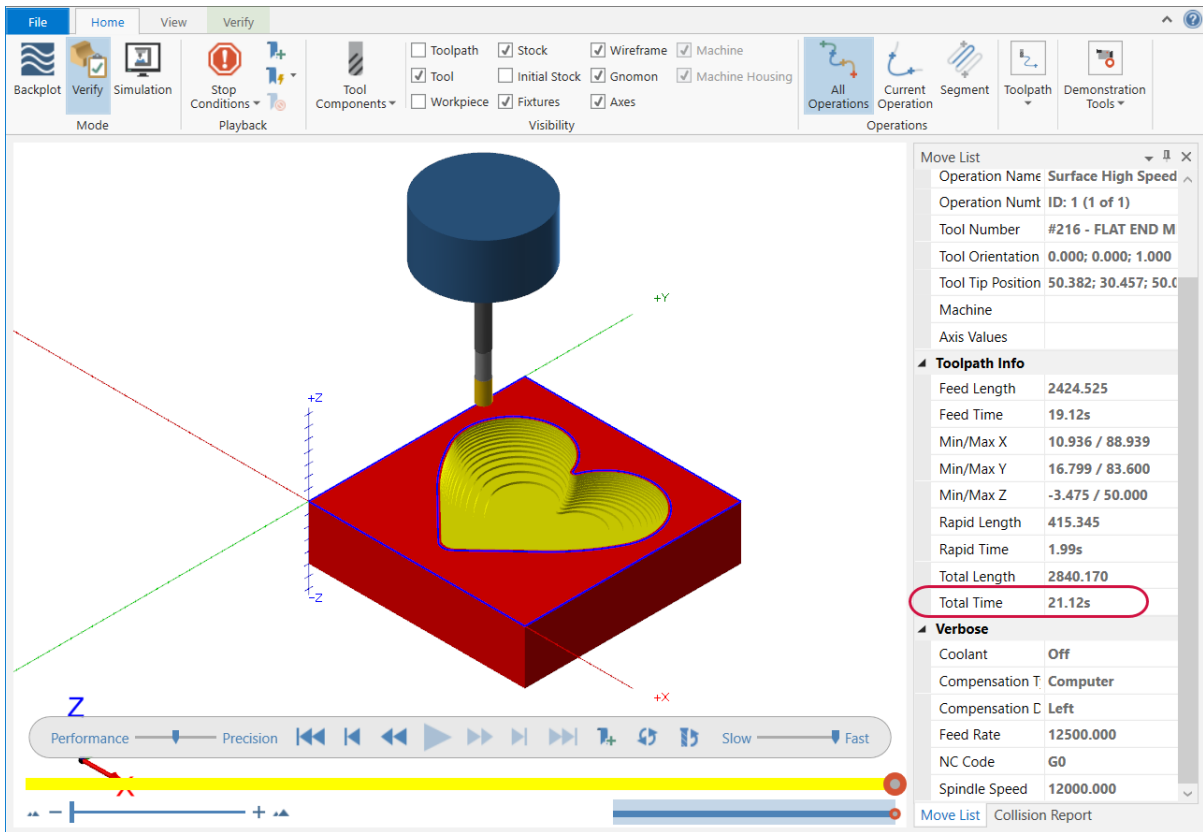 File Home View Verify
Backplot Verify Simulation
Mode
Stop Conditions
Playback
Tool Components
Toolpath Stock Wireframe Machine
Tool Initial Stock Gnomon Machine Housing
Workpiece Fixtures Axes
Visibility
All Operations Current Operation Segment
Operations
Toolpath
Demonstration Tools
Move List
Operation Name Surface High Speed
Operation Numb ID: 1 (1 of 1)
Tool Number #216 - FLAT END M
Tool Orientation 0.000; 0.000; 1.000
Tool Tip Position 50.382; 30.457; 50.0
Machine
Axis Values
Toolpath Info
Feed Length 2424.525
Feed Time 19.12s
Min/Max X 10.936 / 88.939
Min/Max Y 16.799 / 83.600
Min/Max Z -3.475 / 50.000
Rapid Length 415.345
Rapid Time 1.99s
Total Length 2840.170
Total Time 21.12s
Verbose
Coolant Off
Compensation T Computer
Compensation D Left
Feed Rate 12500.000
NC Code G0
Spindle Speed 12000.000
Move List Collision Report
+Y
+Z
-Z
+X
Z
X
Performance Precision Slow Fast